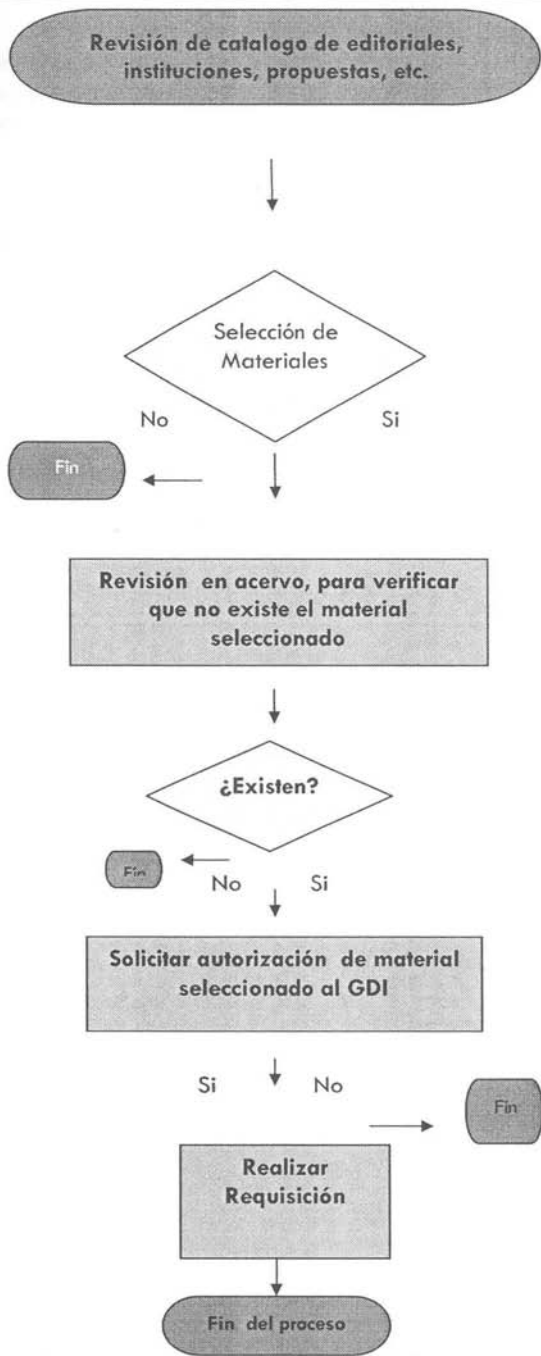 Revisión de catalogo de editoriales,
instituciones, propuestas, etc.
Selección de
Materiales
No Si
Fin
Revisión en acervo, para verificar
que no existe el material
seleccionado
¿Existen?
Fin
No Si
Solicitar autorización de material
seleccionado al GDI
Si No
Fin
Realizar
Requisición
Fin del proceso